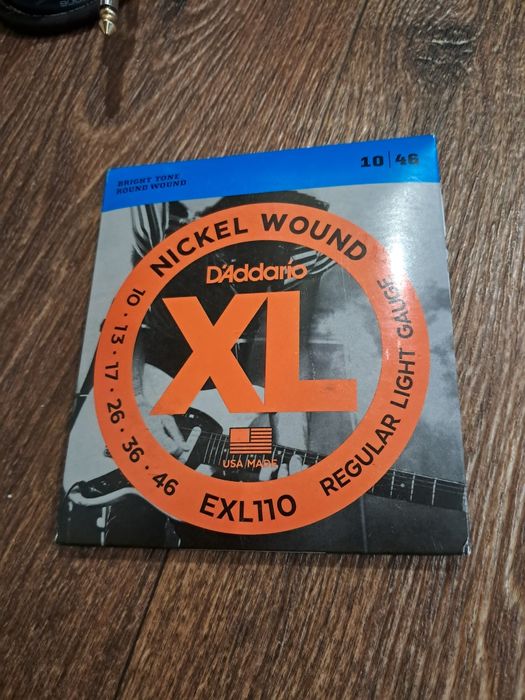 BRIGHT TONE
ROUND WOUND
10 | 46
NICKEL WOUND
D'Addario
XL
10 · 13 · 17 · 26 · 36 · 46
USA MADE
EXL110
REGULAR LIGHT GAUGE